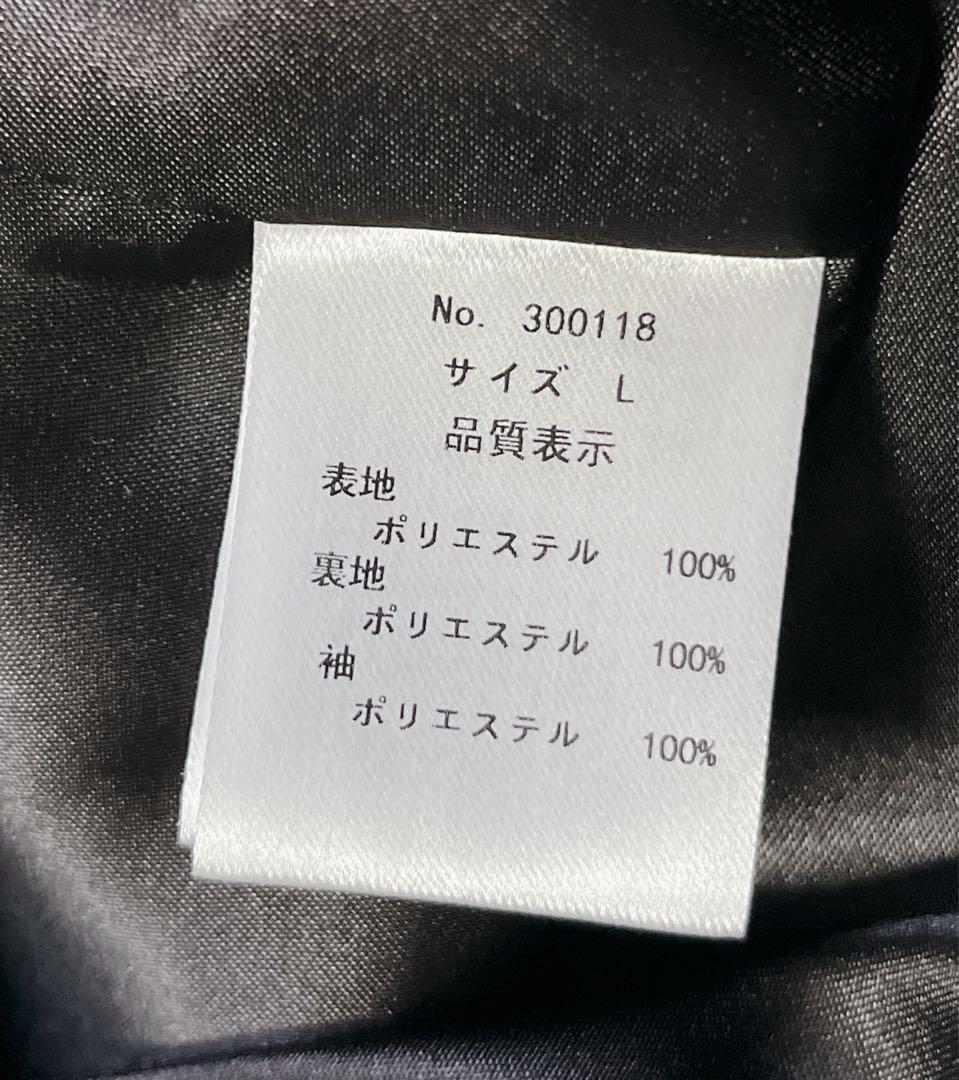 No. 300118
サイズ L
品質表示
表地
ポリエステル 100%
裏地
ポリエステル 100%
袖
ポリエステル 100%